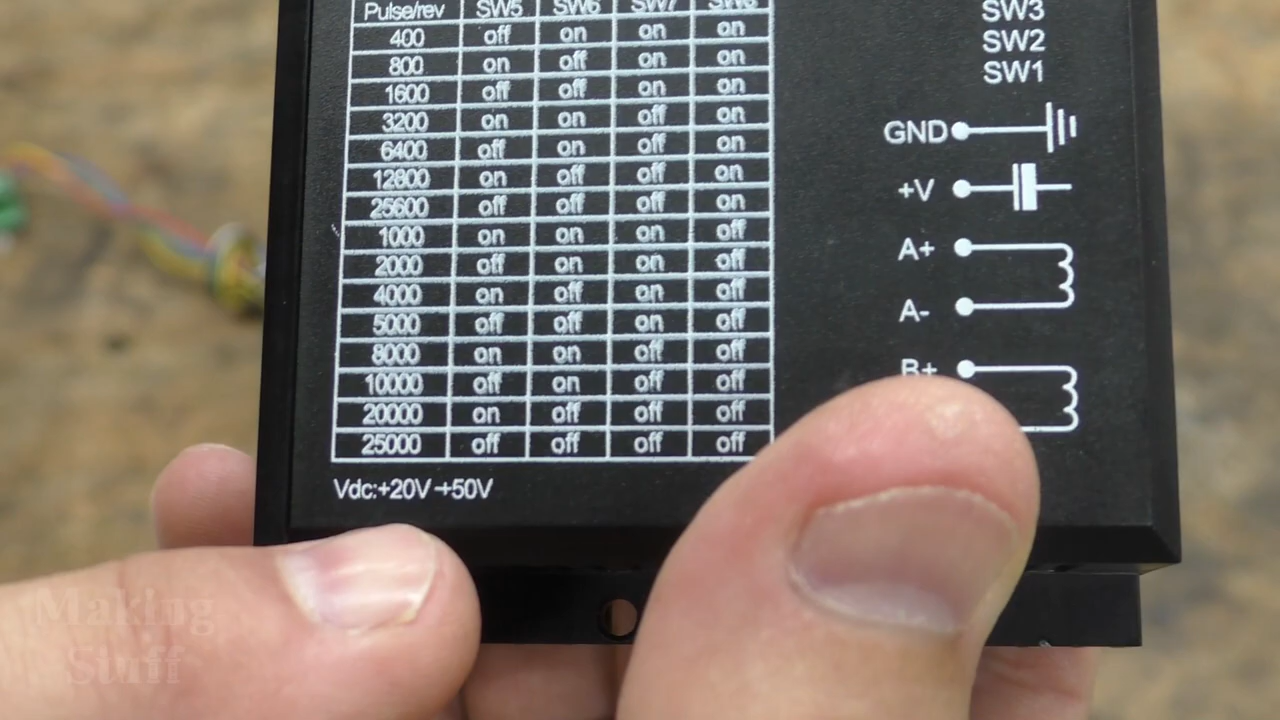 Pulse/rev SW5 SW6 SW7 SW8
400 off on on on
800 on off on on
1600 off off on on
3200 on on off on
6400 off on off on
12800 on off off on
25600 off off off on
1000 on on on off
2000 off on on off
4000 on off on off
5000 off off on off
8000 on on off off
10000 off on off off
20000 on off off off
25000 off off off off
Vdc:+20V→+50V
SW3
SW2
SW1
GND
+V
A+
A-
B+
Making
Stuff